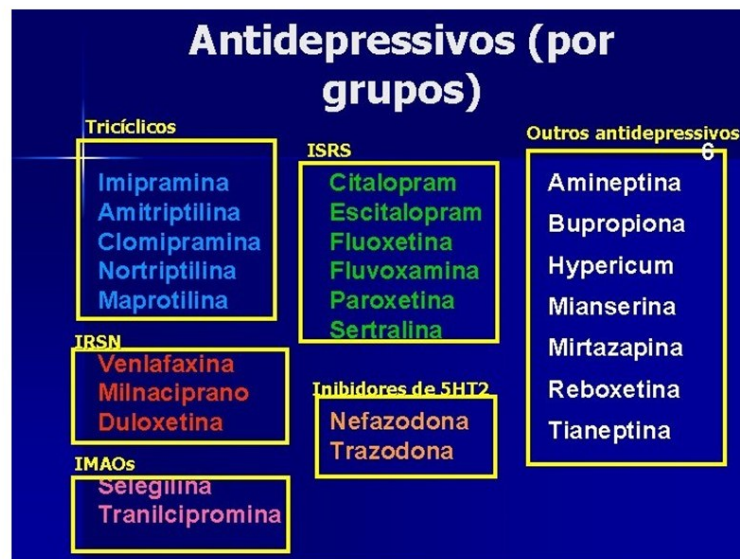 Antidepressivos (por
grupos)
Tricíclicos
Imipramina
Amitriptilina
Clomipramina
Nortriptilina
Maprotilina
IRSN
Venlafaxina
Milnaciprano
Duloxetina
IMAOs
Selegilina
Tranilcipromina
ISRS
Citalopram
Escitalopram
Fluoxetina
Fluvoxamina
Paroxetina
Sertralina
Inibidores de 5HT2
Nefazodona
Trazodona
Outros antidepressivos
6
Amineptina
Bupropiona
Hypericum
Mianserina
Mirtazapina
Reboxetina
Tianeptina